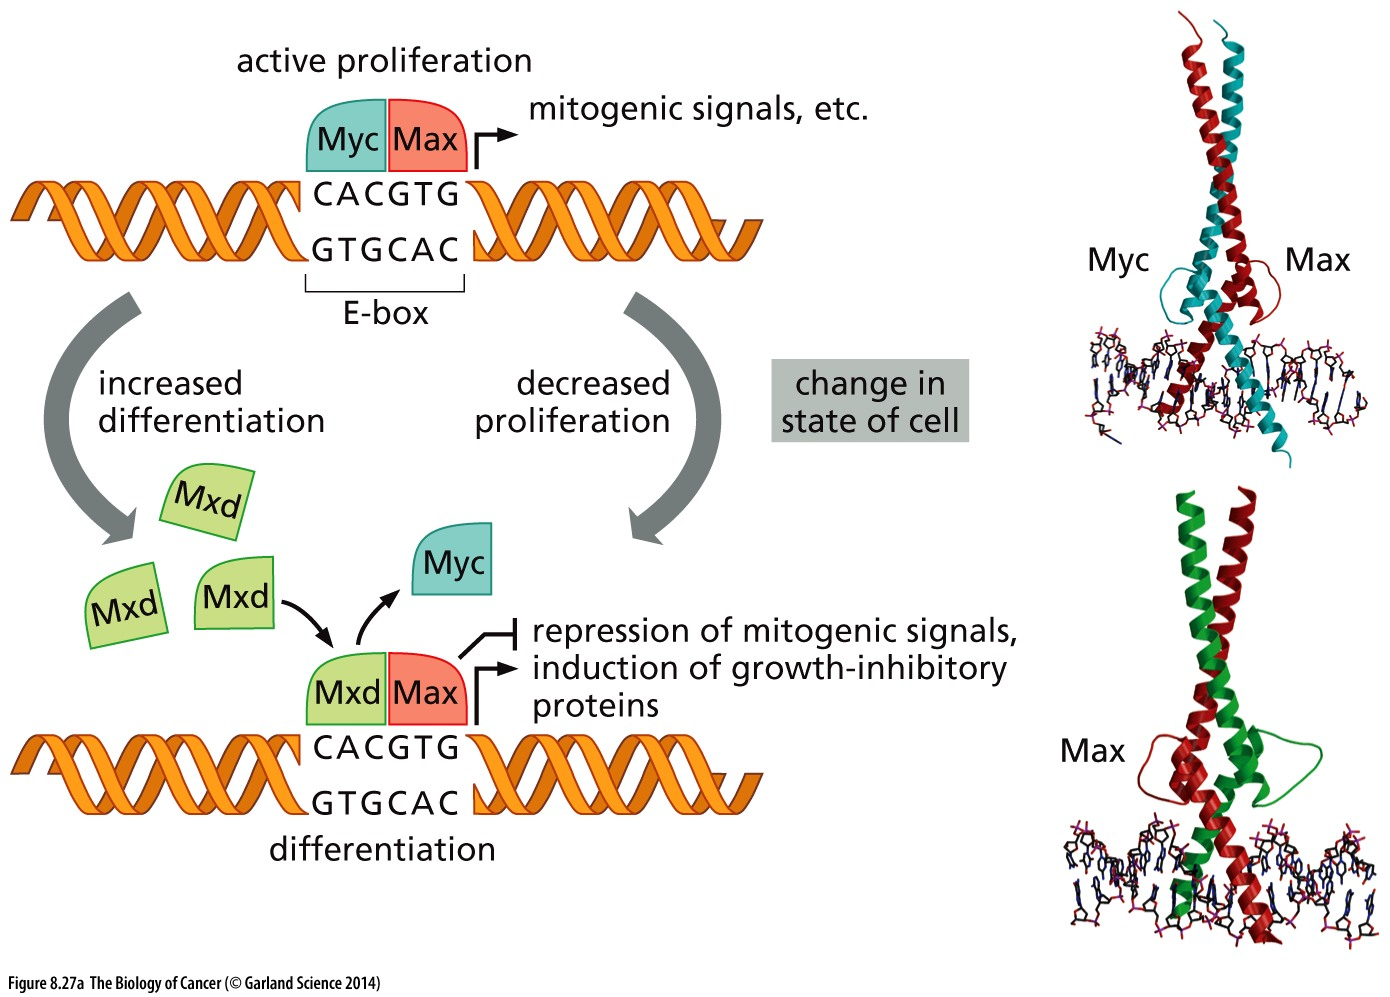 active proliferation
Myc Max
mitogenic signals, etc.
CACGTG
GTGCAC
E-box
increased
differentiation
decreased
proliferation
change in
state of cell
Mxd
Mxd
Mxd
Myc
Mxd Max
repression of mitogenic signals,
induction of growth-inhibitory
proteins
CACGTG
GTGCAC
differentiation
Myc Max
Max
Figure 8.27a The Biology of Cancer (© Garland Science 2014)